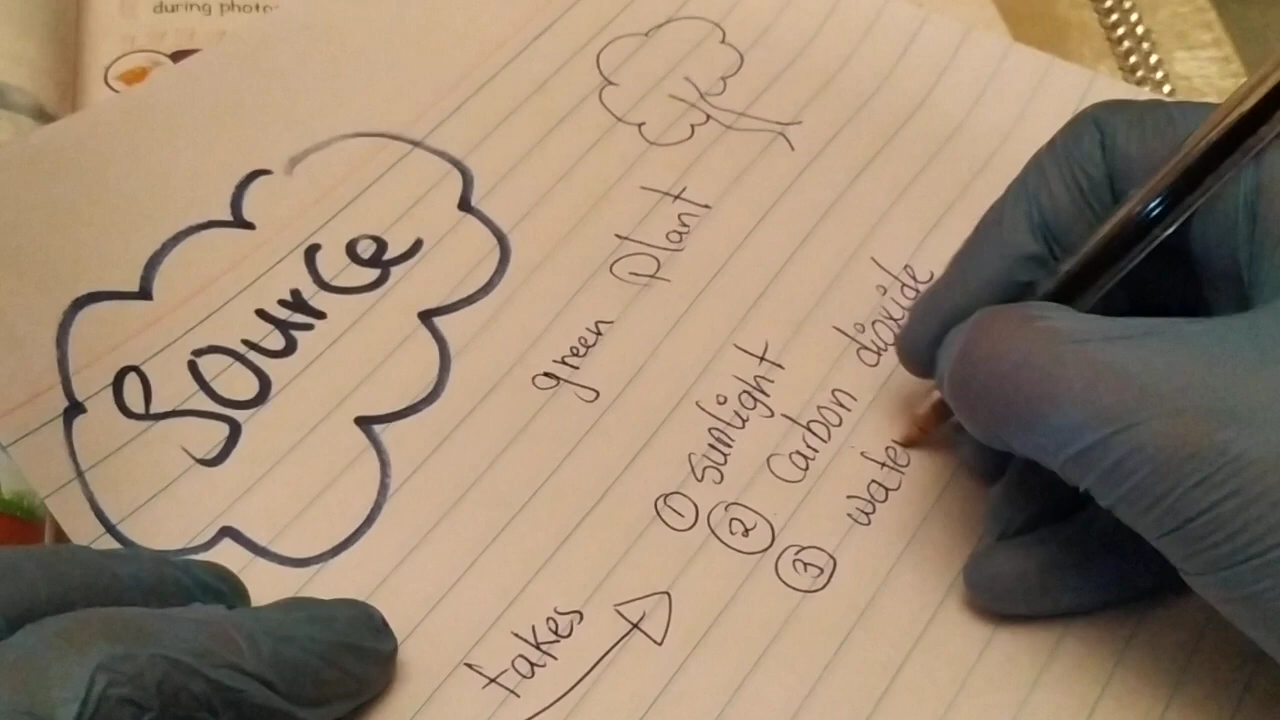 during photo-
Source
green Plant
takes
① Sunlight
② Carbon dioxide
③ water